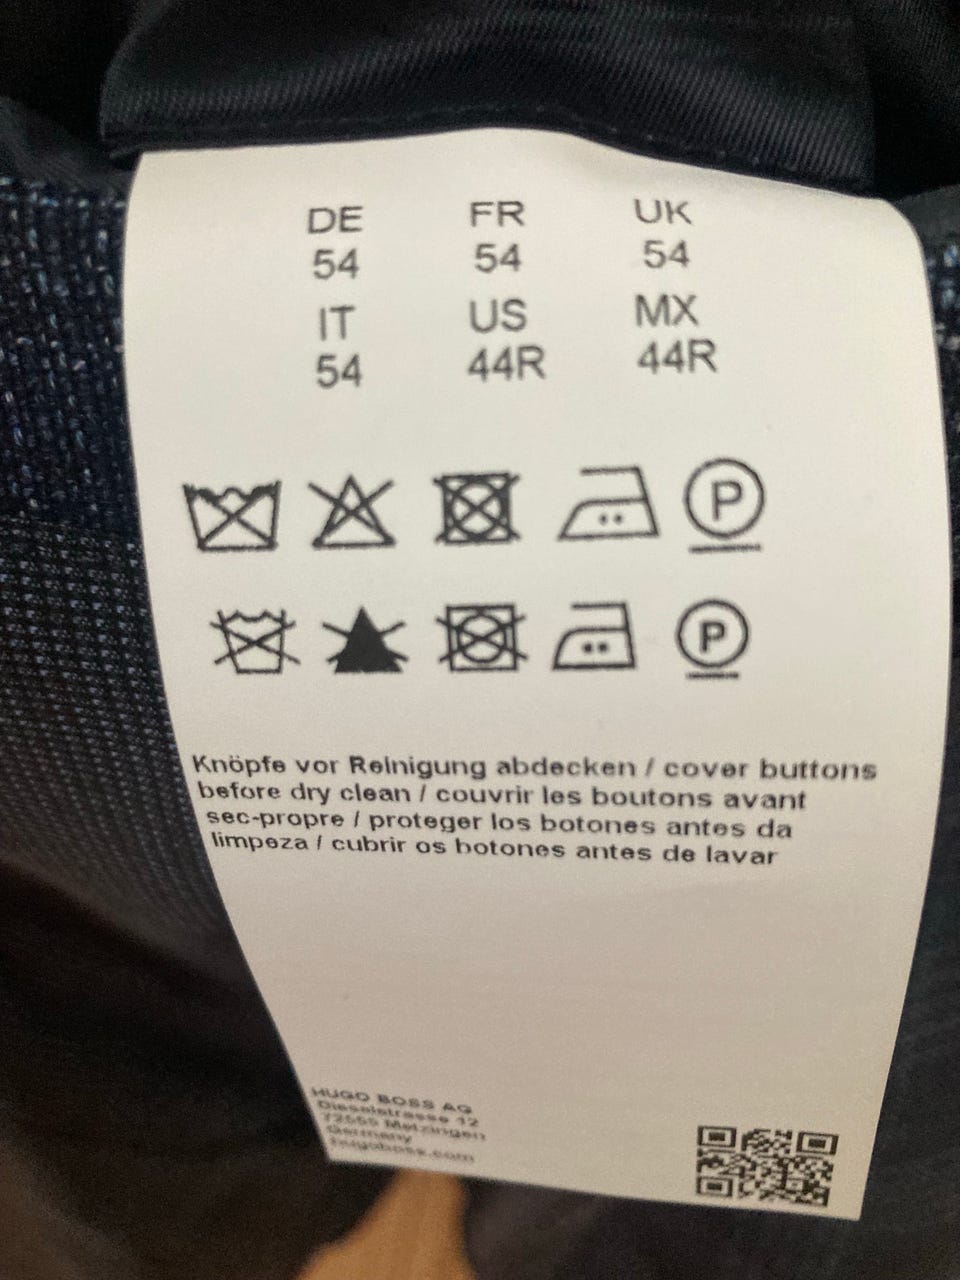 DE FR UK
54 54 54
IT US MX
54 44R 44R
P
P
Knöpfe vor Reinigung abdecken / cover buttons
before dry clean / couvrir les boutons avant
sec-propre / proteger los botones antes da
limpeza / cubrir os botones antes de lavar
HUGO BOSS AG
Dieselstrasse 12
72555 Metzingen
Germany
hugoboss.com